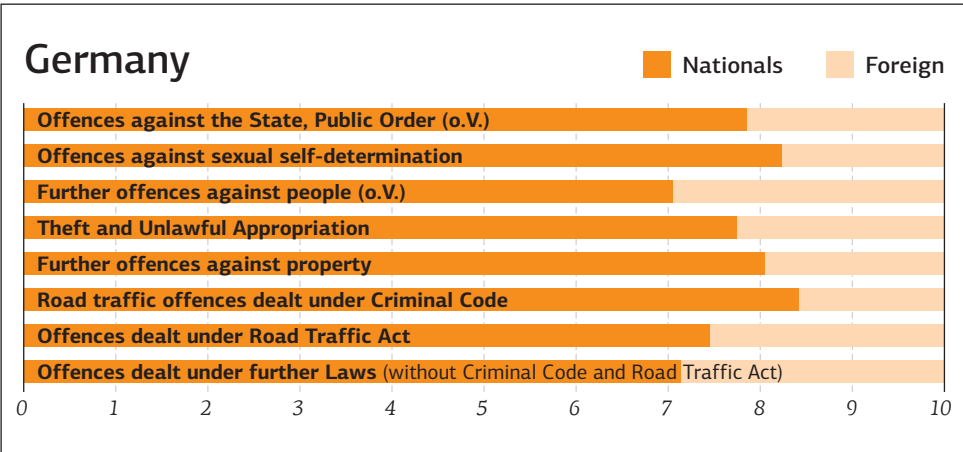 Germany
Nationals
Foreign
Offences against the State, Public Order (o.V.)
Offences against sexual self-determination
Further offences against people (o.V.)
Theft and Unlawful Appropriation
Further offences against property
Road traffic offences dealt under Criminal Code
Offences dealt under Road Traffic Act
Offences dealt under further Laws (without Criminal Code and Road Traffic Act)
0 1 2 3 4 5 6 7 8 9 10